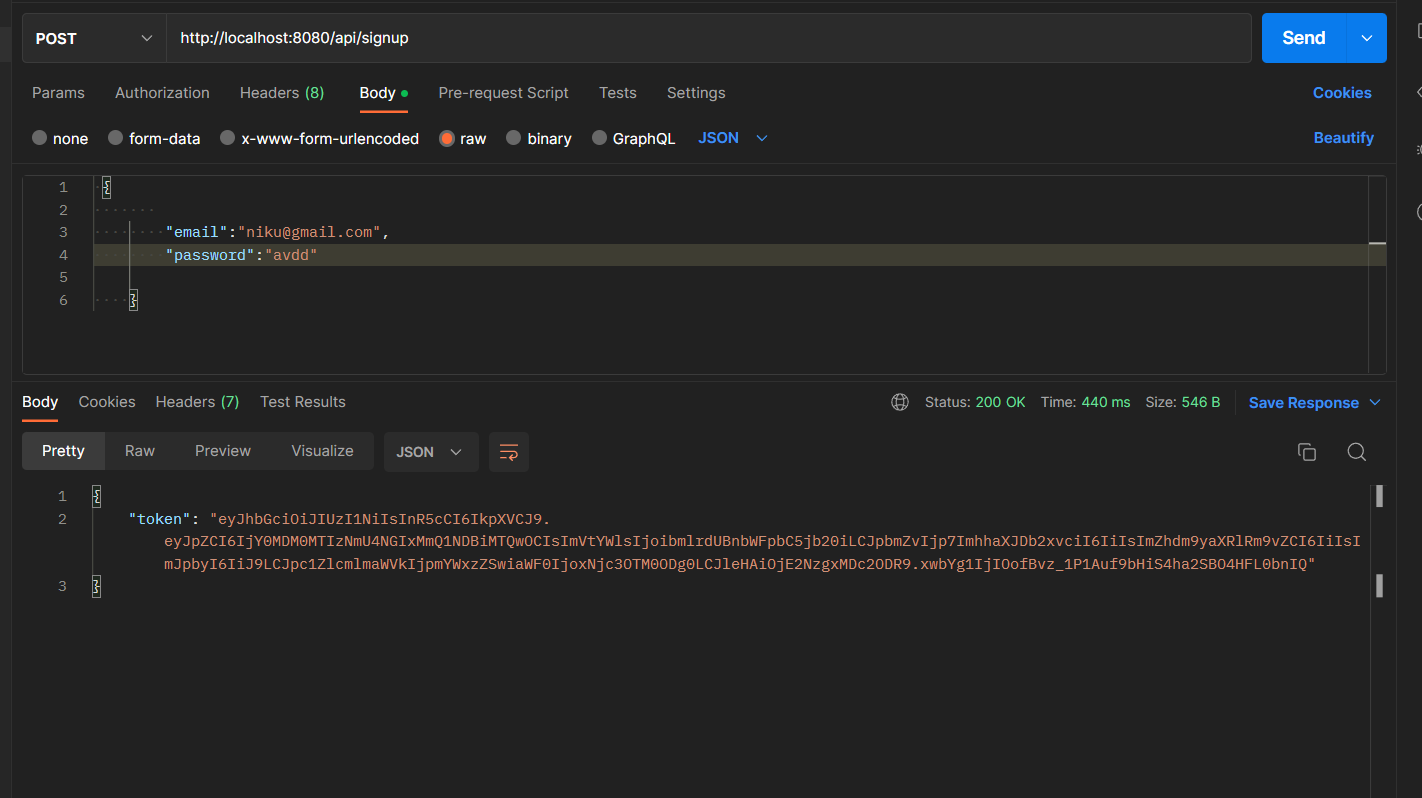 POST http://localhost:8080/api/signup Send
Params Authorization Headers (8) Body Pre-request Script Tests Settings Cookies
none form-data x-www-form-urlencoded raw binary GraphQL JSON Beautify
1 {
2
3 "email":"niku@gmail.com",
4 "password":"avdd"
5
6 }
Body Cookies Headers (7) Test Results Status: 200 OK Time: 440 ms Size: 546 B Save Response
Pretty Raw Preview Visualize JSON
1 {
2 "token": "eyJhbGciOiJIUzI1NiIsInR5cCI6IkpXVCJ9.
eyJpZCI6IjY0MDM0MTIzNmU4NGIxMmQ1NDBiMTQwOCIsImVtYWlsIjoibmlrdUBnbWFpbC5jb20iLCJpbmZvIjp7ImhhaXJDb2xvciI6IiIsImZhdm9yaXRlRm9vZCI6IiIsI
mJpbyI6IiJ9LCJpc1ZlcmlmaWVkIjpmYWxzZSwiaWF0IjoxNjc3OTM0ODg0LCJleHAiOjE2NzgxMDc2ODR9.xwbYg1IjIOofBvz_1P1Auf9bHiS4ha2SBO4HFL0bnIQ"
3 }